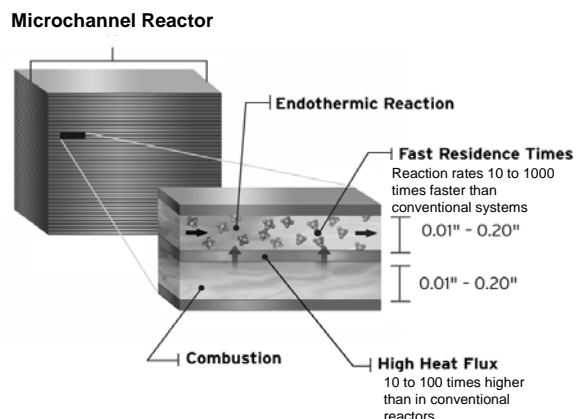 Microchannel Reactor
Endothermic Reaction
Fast Residence Times
Reaction rates 10 to 1000
times faster than
conventional systems
0.01" - 0.20"
0.01" - 0.20"
Combustion
High Heat Flux
10 to 100 times higher
than in conventional
reactors